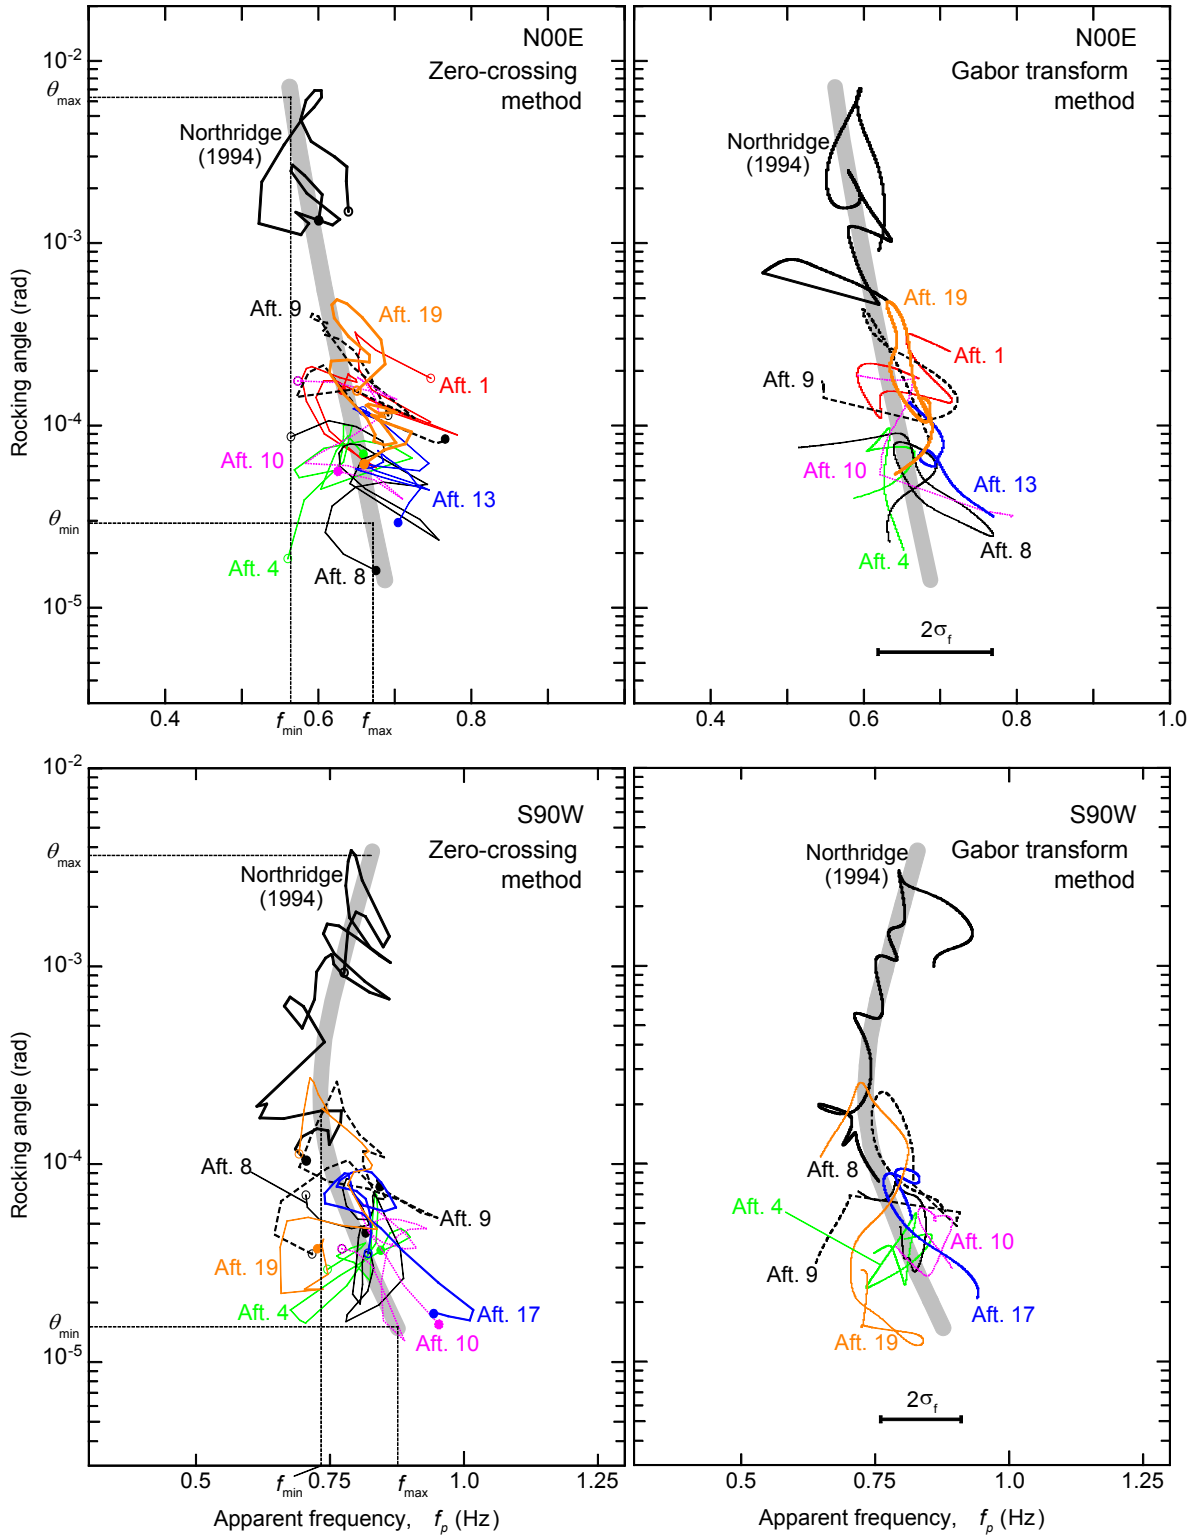 N00E
Zero-crossing
method
10-2
θmax
Northridge
(1994)
10-3
Rocking angle (rad)
Aft. 9
Aft. 19
Aft. 1
10-4
Aft. 10
Aft. 13
θmin
Aft. 4
Aft. 8
10-5
0.4
fmin
0.6
fmax
0.8
N00E
Gabor transform
method
Northridge
(1994)
Aft. 19
Aft. 1
Aft. 9
Aft. 10
Aft. 13
Aft. 8
Aft. 4
2σf
0.4
0.6
0.8
1.0
10-2
S90W
Zero-crossing
method
θmax
Northridge
(1994)
10-3
Rocking angle (rad)
10-4
Aft. 8
Aft. 9
Aft. 19
Aft. 4
Aft. 17
θmin
Aft. 10
10-5
0.5
fmin
0.75
fmax
1.0
1.25
Apparent frequency, fp (Hz)
S90W
Gabor transform
method
Northridge
(1994)
Aft. 8
Aft. 4
Aft. 10
Aft. 9
Aft. 17
Aft. 19
2σf
0.5
0.75
1.0
1.25
Apparent frequency, fp (Hz)